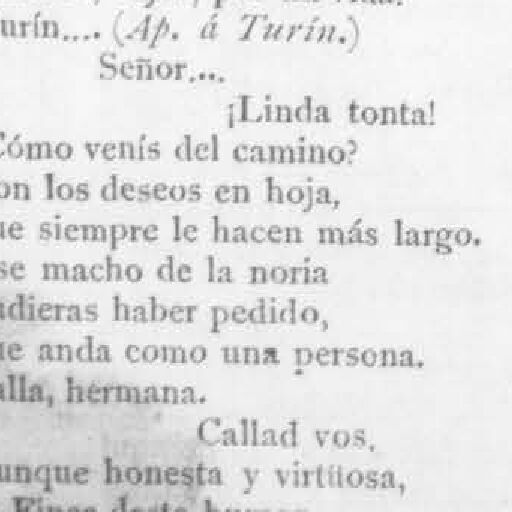 urín.... (Ap. á Turín.)
Señor....
¡Linda tonta!
Cómo venís del camino?
on los deseos en hoja,
ue siempre le hacen más largo.
se macho de la noria
udieras haber pedido,
ue anda como una persona.
alla, hermana.
Callad vos,
unque honesta y virtüosa,